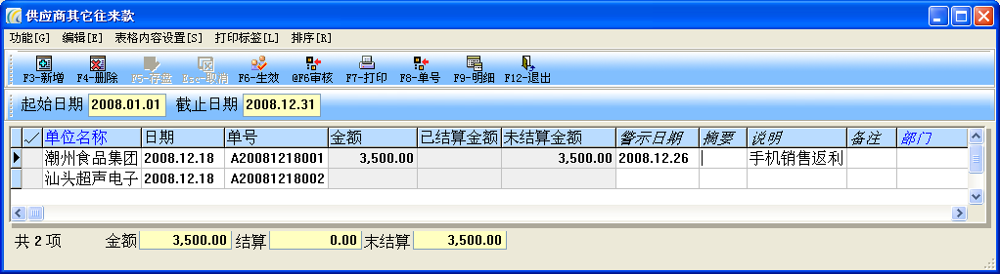 供应商其它往来款
功能[G] 编辑[E] 表格内容设置[S] 打印标签[L] 排序[R]
F3-新增 F4-删除 F5-存盘 Esc-取消 F6-生效 @F6审核 F7-打印 F8-单号 F9-明细 F12-退出
起始日期 2008.01.01 截止日期 2008.12.31
单位名称 日期 单号 金额 已结算金额 未结算金额 警示日期 摘要 说明 备注 部门
潮州食品集团 2008.12.18 A20081218001 3,500.00 3,500.00 2008.12.26 手机销售返利
汕头超声电子 2008.12.18 A20081218002
共 2 项 金额 3,500.00 结算 0.00 末结算 3,500.00